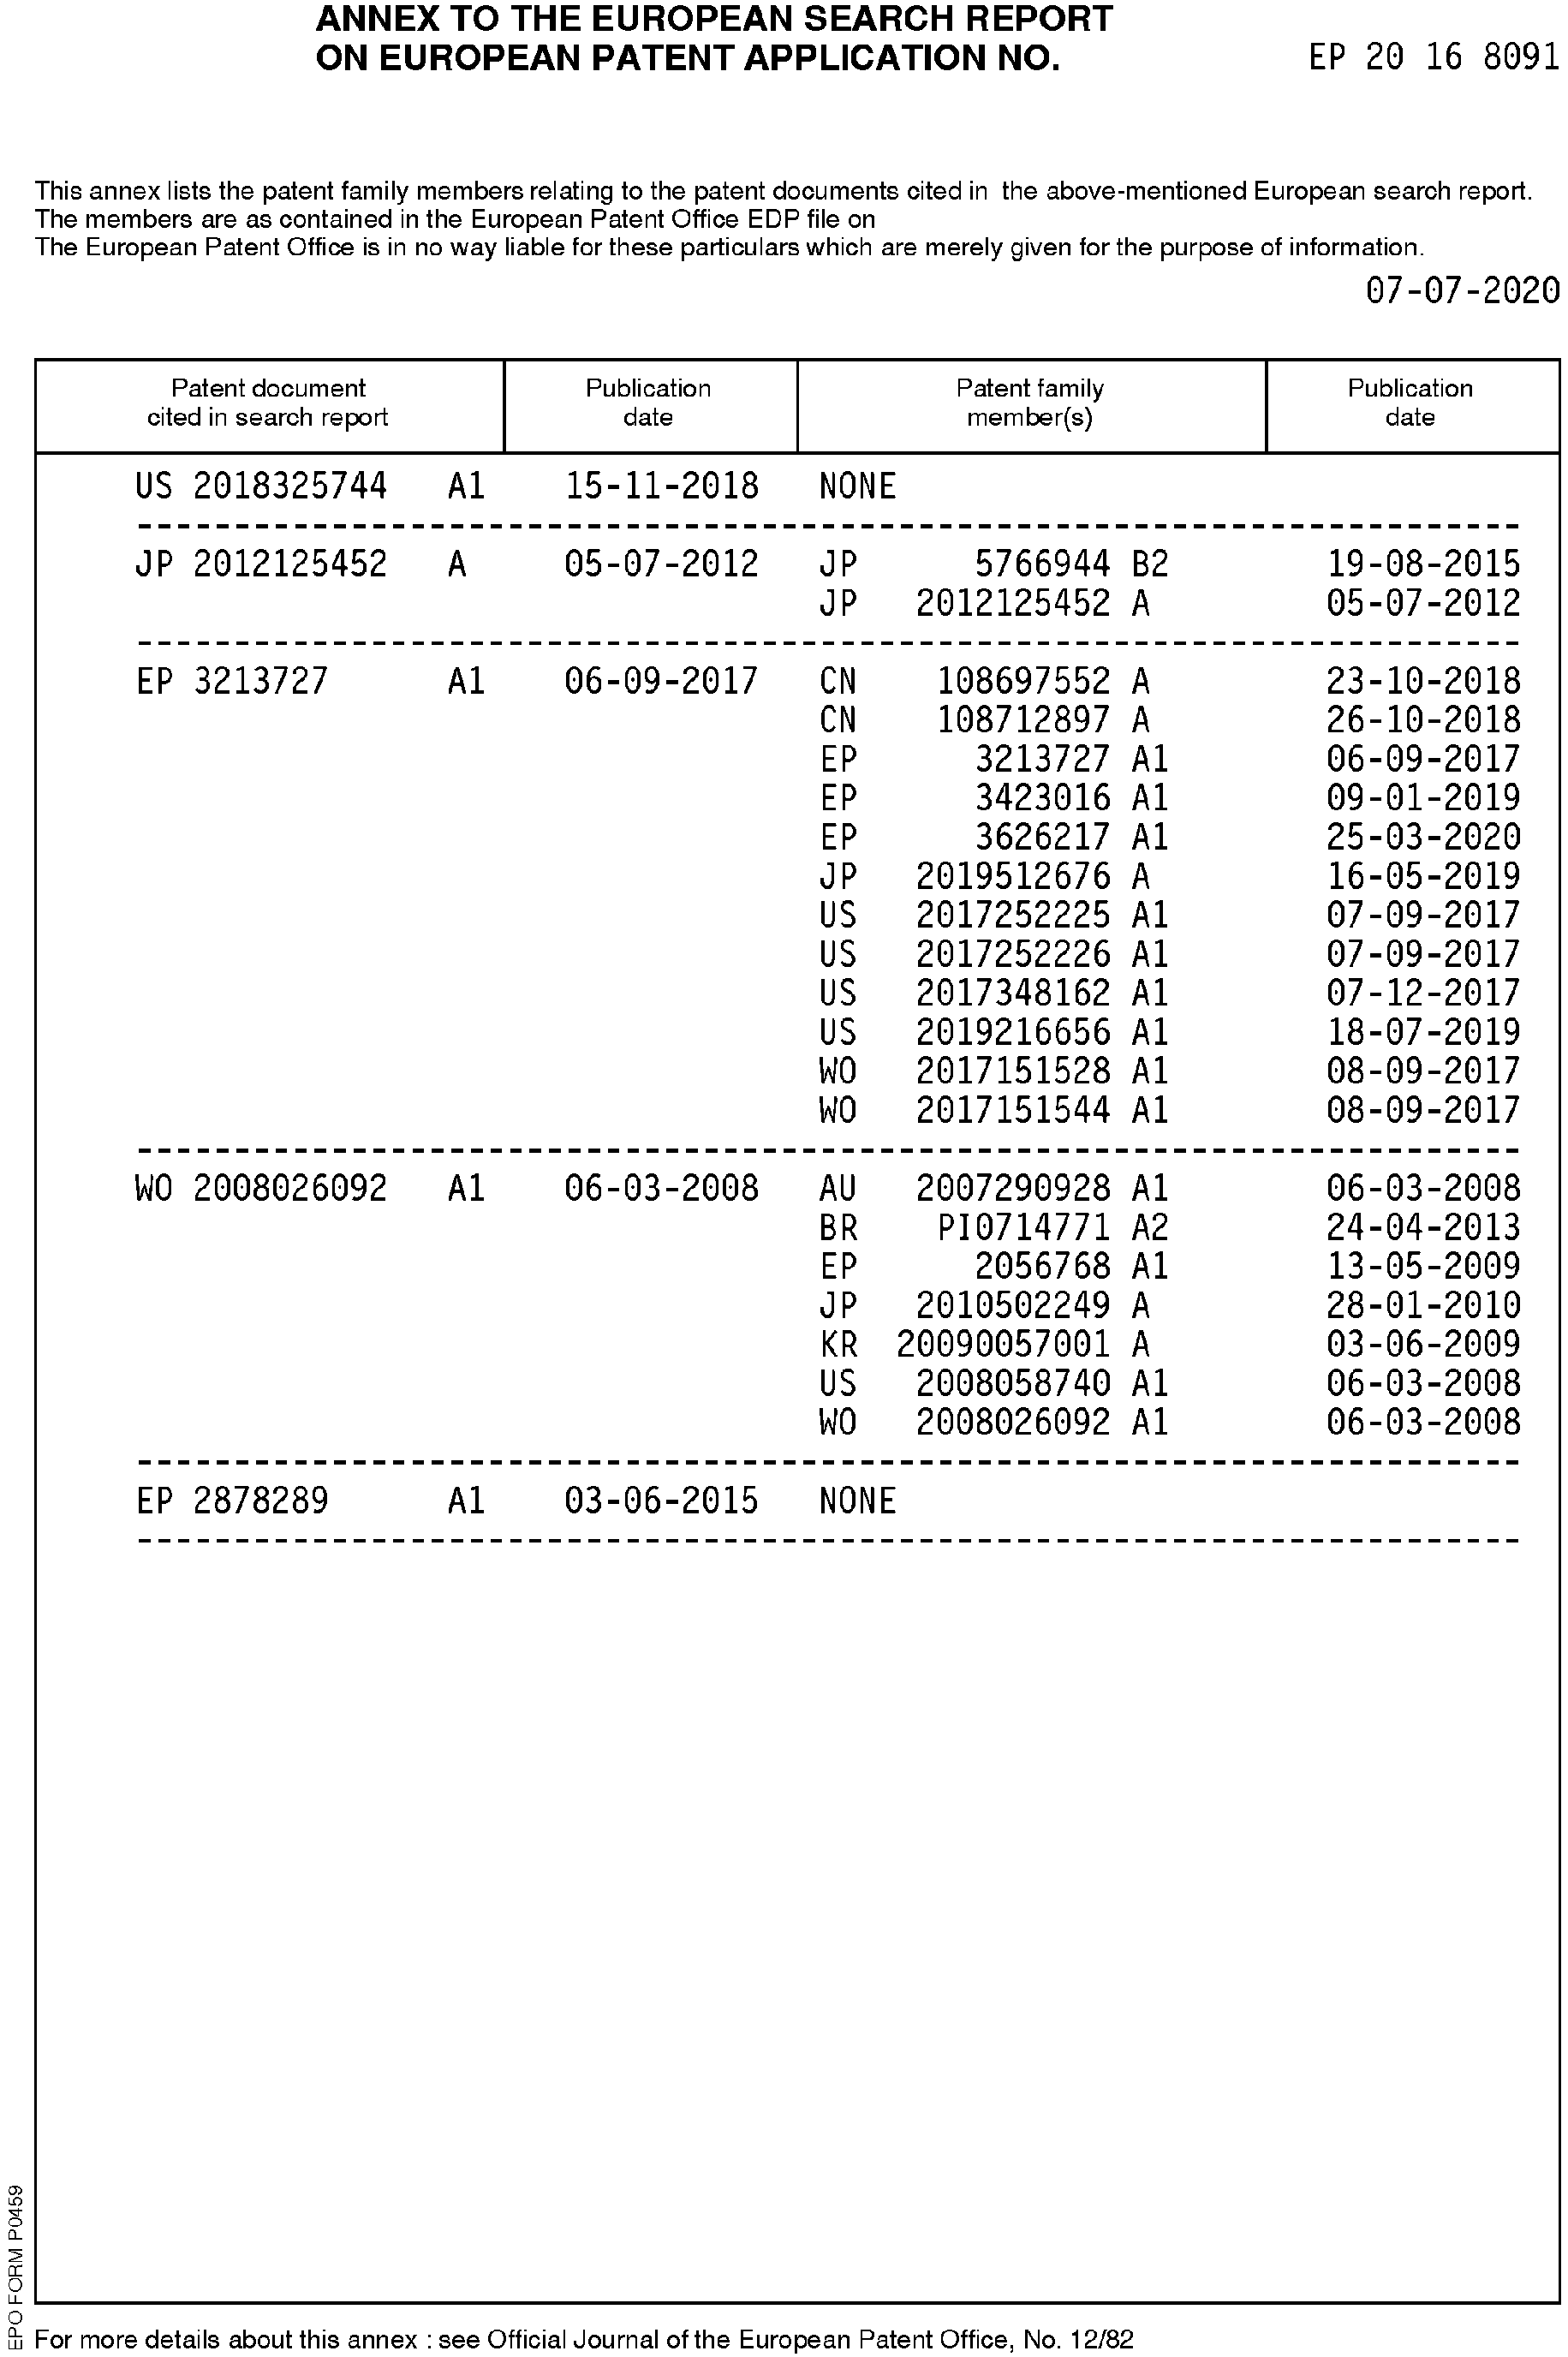 ANNEX TO THE EUROPEAN SEARCH REPORT
ON EUROPEAN PATENT APPLICATION NO. EP 20 16 8091
This annex lists the patent family members relating to the patent documents cited in the above-mentioned European search report.
The members are as contained in the European Patent Office EDP file on
The European Patent Office is in no way liable for these particulars which are merely given for the purpose of information.
07-07-2020
Patent document cited in search report Publication date Patent family member(s) Publication date
US 2018325744 A1 15-11-2018 NONE
JP 2012125452 A 05-07-2012 JP 5766944 B2 19-08-2015
JP 2012125452 A 05-07-2012
EP 3213727 A1 06-09-2017 CN 108697552 A 23-10-2018
CN 108712897 A 26-10-2018
EP 3213727 A1 06-09-2017
EP 3423016 A1 09-01-2019
EP 3626217 A1 25-03-2020
JP 2019512676 A 16-05-2019
US 2017252225 A1 07-09-2017
US 2017252226 A1 07-09-2017
US 2017348162 A1 07-12-2017
US 2019216656 A1 18-07-2019
WO 2017151528 A1 08-09-2017
WO 2017151544 A1 08-09-2017
WO 2008026092 A1 06-03-2008 AU 2007290928 A1 06-03-2008
BR PI0714771 A2 24-04-2013
EP 2056768 A1 13-05-2009
JP 2010502249 A 28-01-2010
KR 20090057001 A 03-06-2009
US 2008058740 A1 06-03-2008
WO 2008026092 A1 06-03-2008
EP 2878289 A1 03-06-2015 NONE
EPO FORM P0459
For more details about this annex : see Official Journal of the European Patent Office, No. 12/82